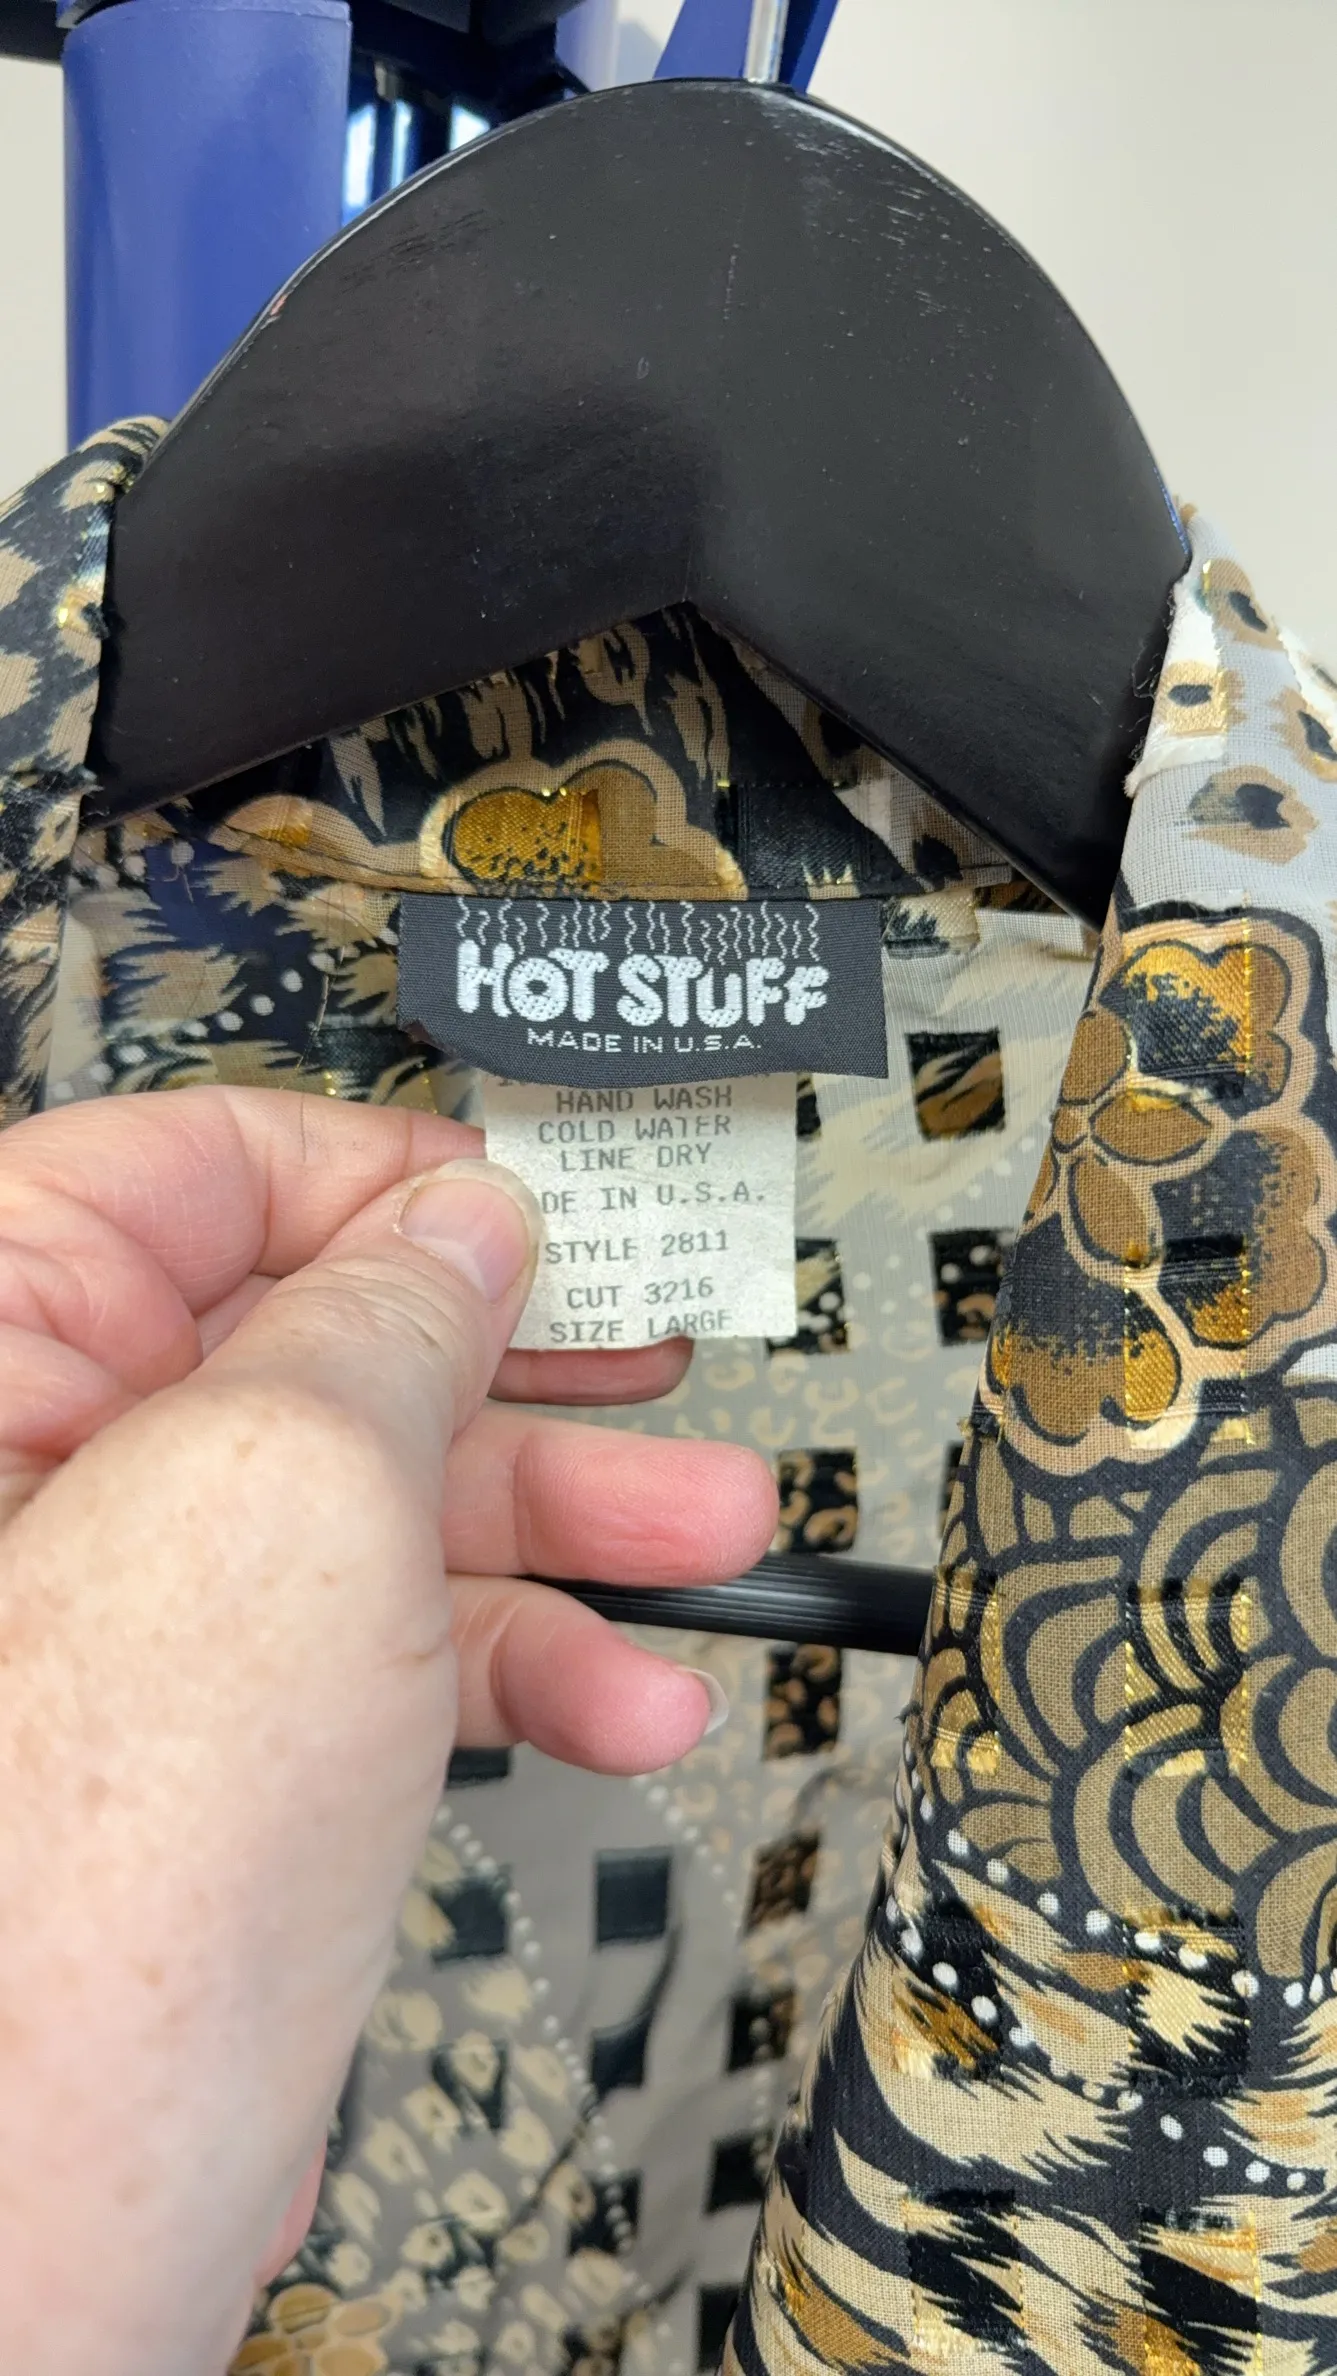 HOT STUFF
MADE IN U.S.A.
HAND WASH
COLD WATER
LINE DRY
DE IN U.S.A.
STYLE 2811
CUT 3216
SIZE LARGE